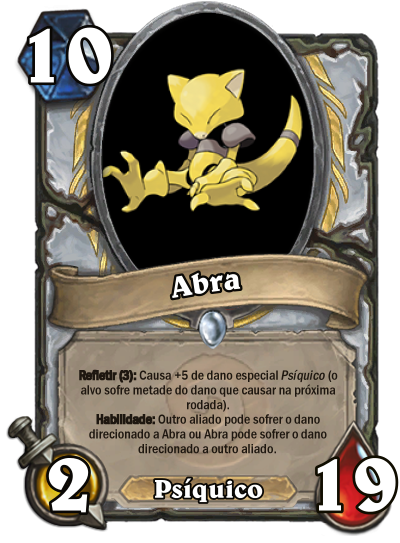 10
Abra
Refletir (3): Causa +5 de dano especial Psíquico (o
alvo sofre metade do dano que causar na próxima
rodada).
Habilidade: Outro aliado pode sofrer o dano
direcionado a Abra ou Abra pode sofrer o dano
direcionado a outro aliado.
2
Psíquico
19